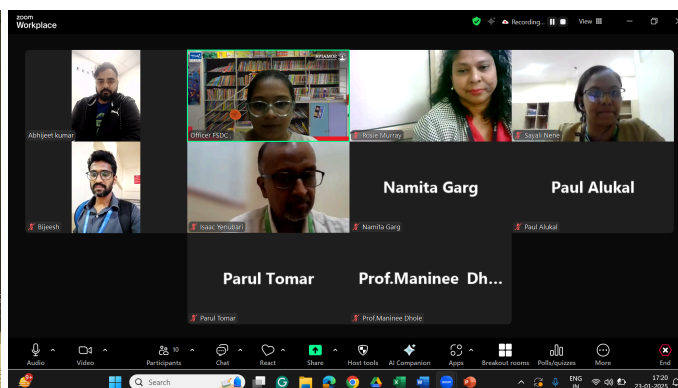 zoom
Workplace
Recording...
View
Abhijeet kumar
Officer FSDC
Rosie Murray
Sayali Nene
Bijeesh
Isaac Yenubari
Namita Garg
Namita Garg
Paul Alukal
Paul Alukal
Parul Tomar
Parul Tomar
Prof.Maninee Dh...
Prof.Maninee Dhole
Audio
Video
10
Participants
Chat
React
Share
Host tools
AI Companion
Apps
Breakout rooms
Polls/quizzes
More
End
Search
ENG
IN
17:20
23-01-2025